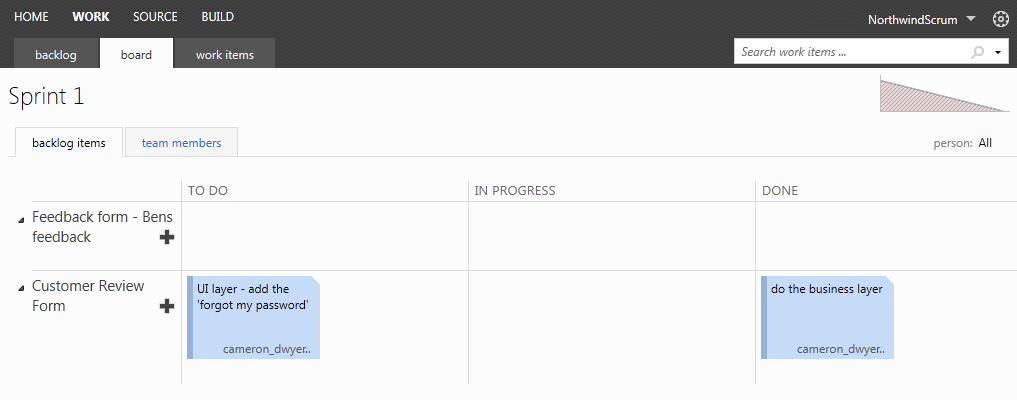 HOME WORK SOURCE BUILD NorthwindScrum
backlog board work items Search work items ...
Sprint 1
backlog items team members person: All
TO DO IN PROGRESS DONE
Feedback form - Bens
feedback
Customer Review
Form
UI layer - add the
'forgot my password'
cameron_dwyer..
do the business layer
cameron_dwyer..